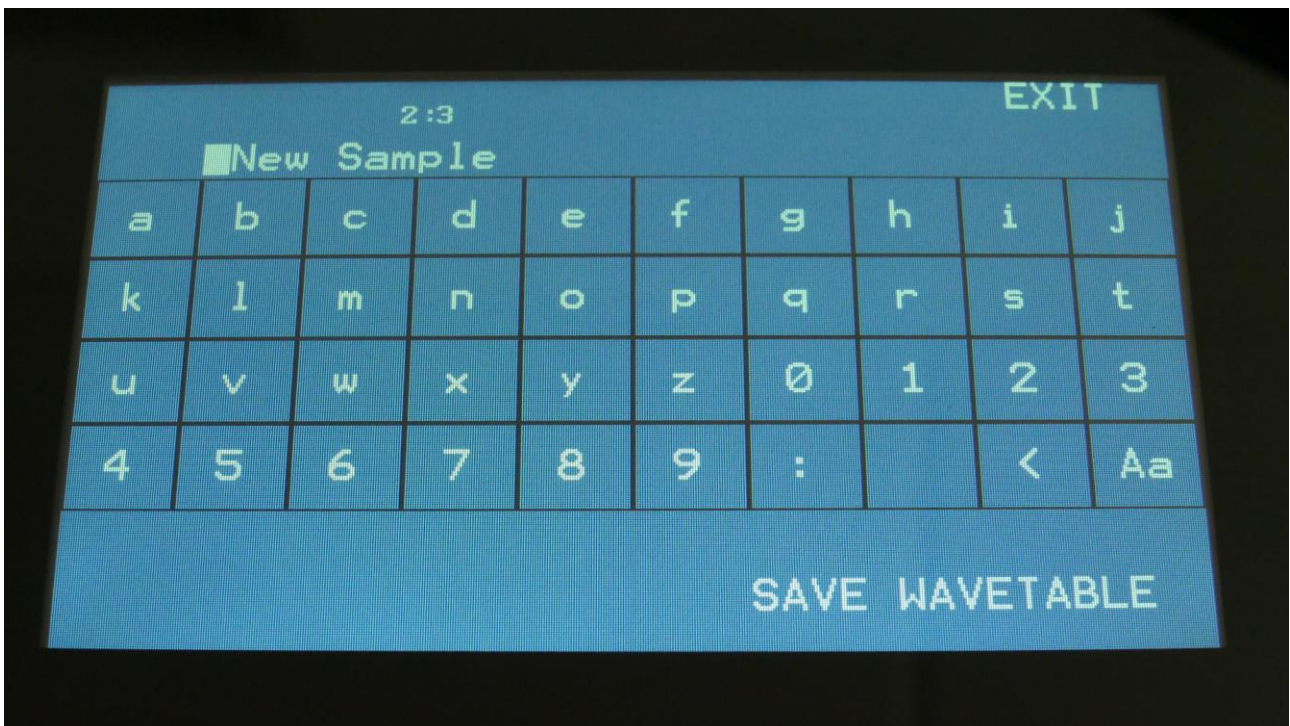 EXIT
2:3
New Sample
a b c d e f g h i j
k l m n o p q r s t
u v w x y z 0 1 2 3
4 5 6 7 8 9 : < Aa
SAVE WAVETABLE